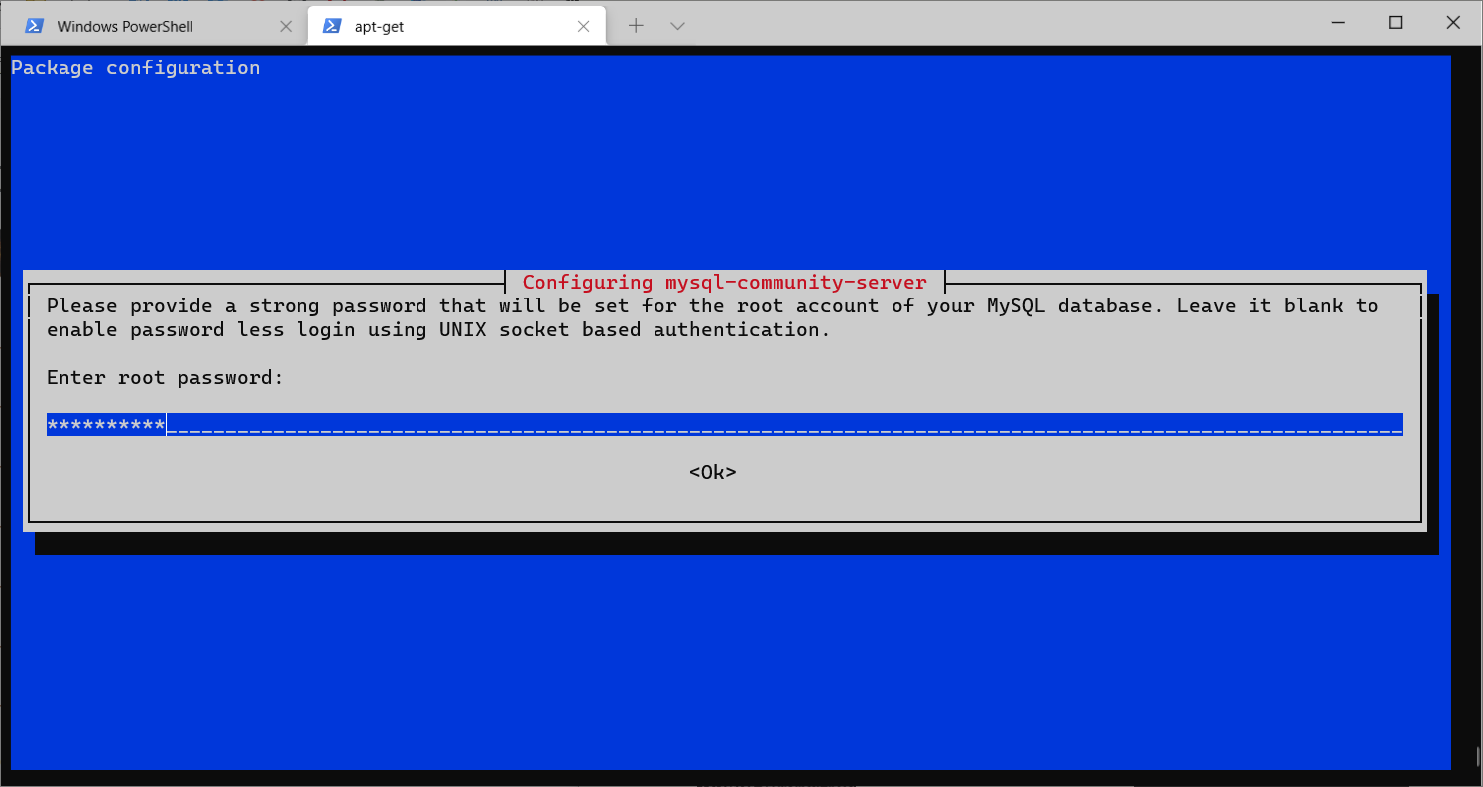 Windows PowerShell
apt-get
Package configuration
Configuring mysql-community-server
Please provide a strong password that will be set for the root account of your MySQL database. Leave it blank to
enable password less login using UNIX socket based authentication.
Enter root password:
**********
<Ok>